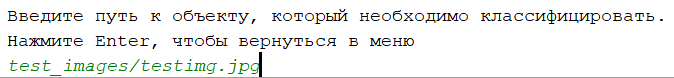 Введите путь к объекту, который необходимо классифицировать.
Нажмите Enter, чтобы вернуться в меню
test_images/testimg.jpg